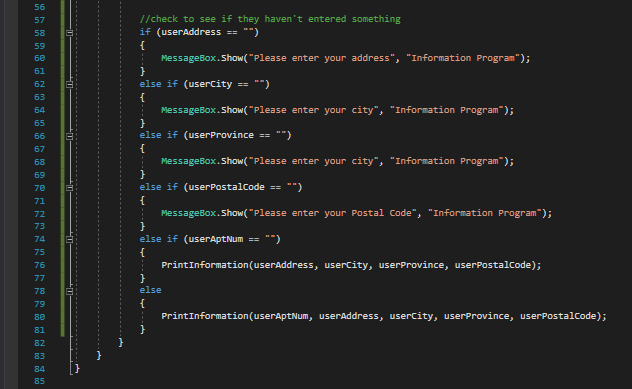 56
57 //check to see if they haven't entered something
58 if (userAddress == "")
59 {
60 MessageBox.Show("Please enter your address", "Information Program");
61 }
62 else if (userCity == "")
63 {
64 MessageBox.Show("Please enter your city", "Information Program");
65 }
66 else if (userProvince == "")
67 {
68 MessageBox.Show("Please enter your city", "Information Program");
69 }
70 else if (userPostalCode == "")
71 {
72 MessageBox.Show("Please enter your Postal Code", "Information Program");
73 }
74 else if (userAptNum == "")
75 {
76 PrintInformation(userAddress, userCity, userProvince, userPostalCode);
77 }
78 else
79 {
80 PrintInformation(userAptNum, userAddress, userCity, userProvince, userPostalCode);
81 }
82 }
83 }
84 }
85